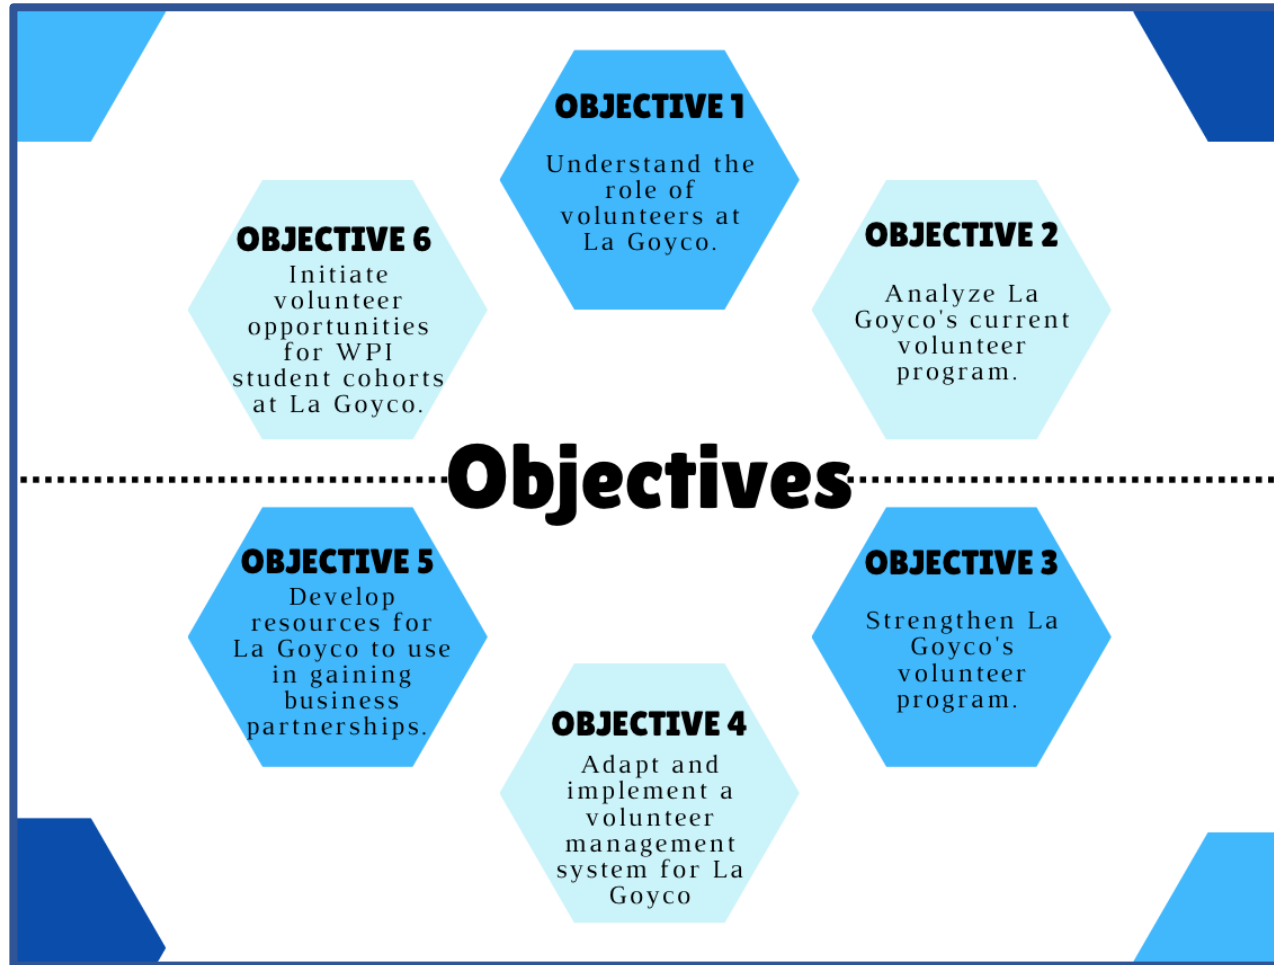 OBJECTIVE 1
Understand the
role of
volunteers at
La Goyco.
OBJECTIVE 2
Analyze La
Goyco's current
volunteer
program.
OBJECTIVE 6
Initiate
volunteer
opportunities
for WPI
student cohorts
at La Goyco.
Objectives
OBJECTIVE 5
Develop
resources for
La Goyco to use
in gaining
business
partnerships.
OBJECTIVE 3
Strengthen La
Goyco's
volunteer
program.
OBJECTIVE 4
Adapt and
implement a
volunteer
management
system for La
Goyco